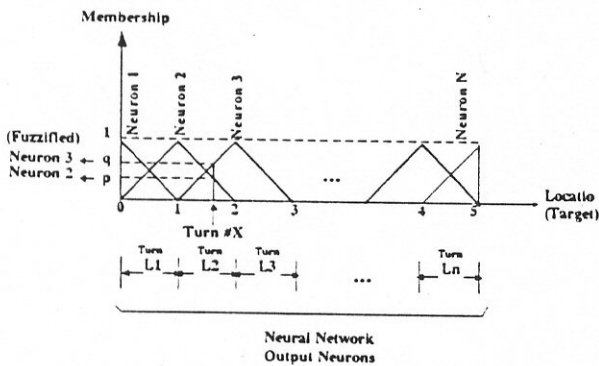 Membership
Neuron 1
Neuron 2
Neuron 3
Neuron N
(Fuzzified)
1
Neuron 3 q
Neuron 2 p
0 1 2 3 4 5
Locatio
(Target)
Turn #X
Turn Turn Turn Turn
L1 L2 L3 ... Ln
...
Neural Network
Output Neurons